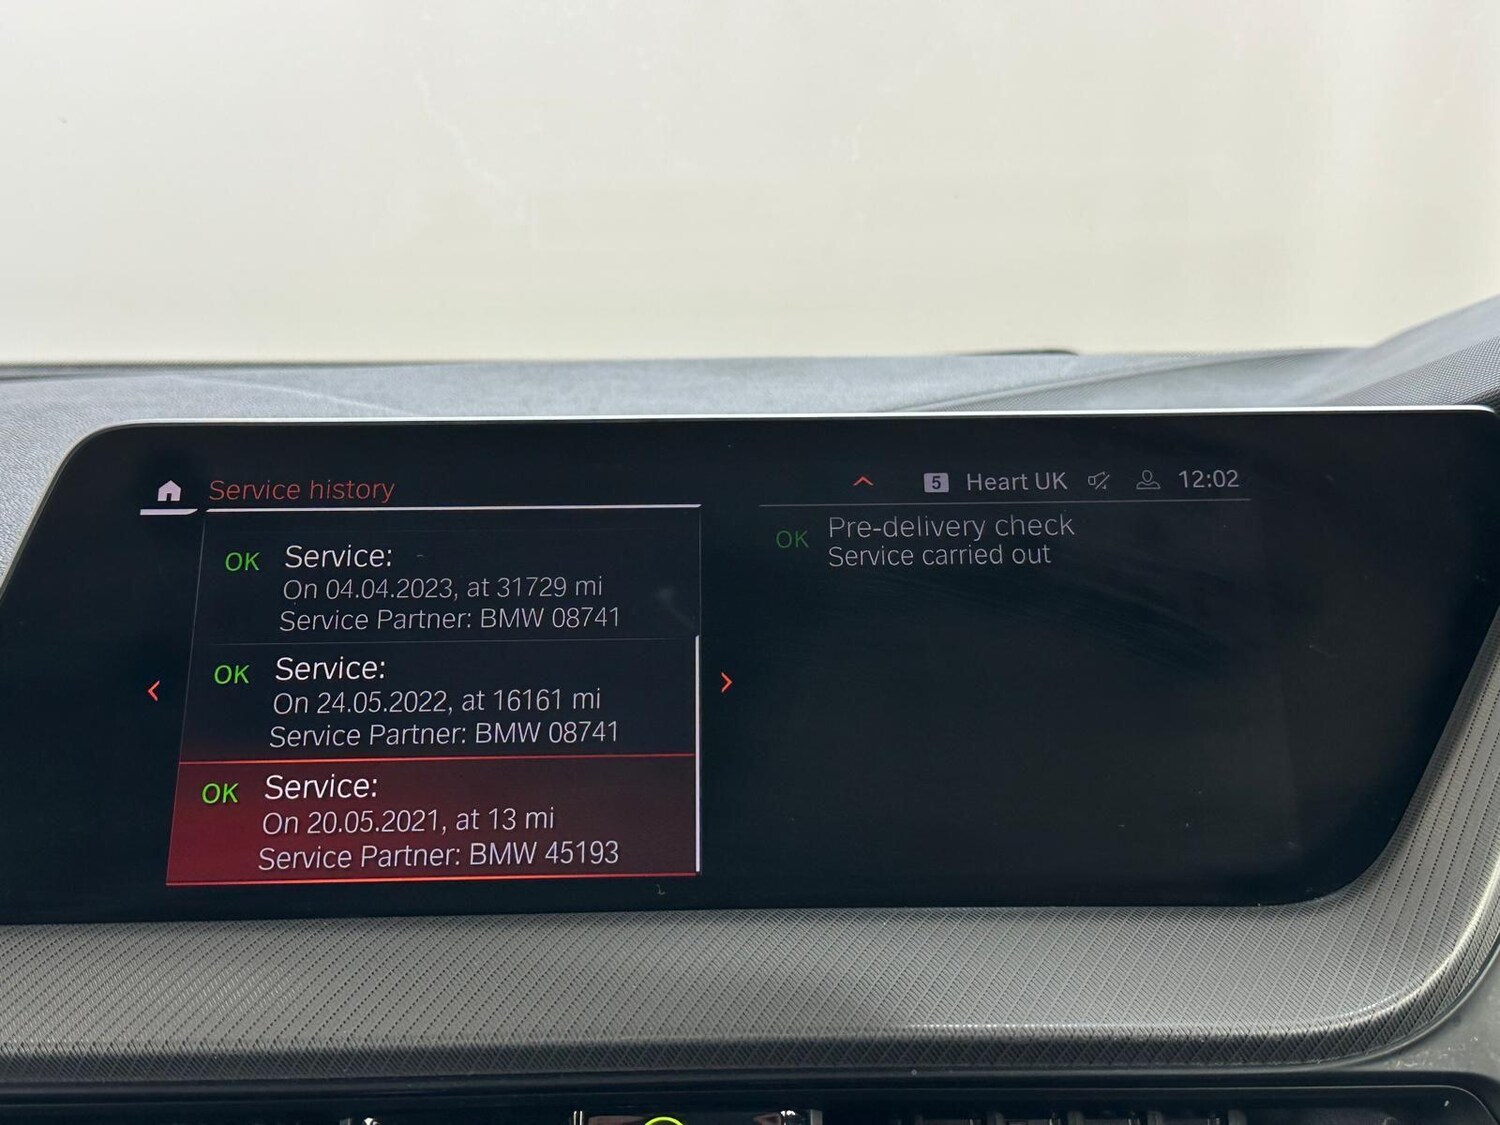 Service history
5 Heart UK 12:02
OK Service:
On 04.04.2023, at 31729 mi
Service Partner: BMW 08741
OK Service:
On 24.05.2022, at 16161 mi
Service Partner: BMW 08741
OK Service:
On 20.05.2021, at 13 mi
Service Partner: BMW 45193
OK Pre-delivery check
Service carried out